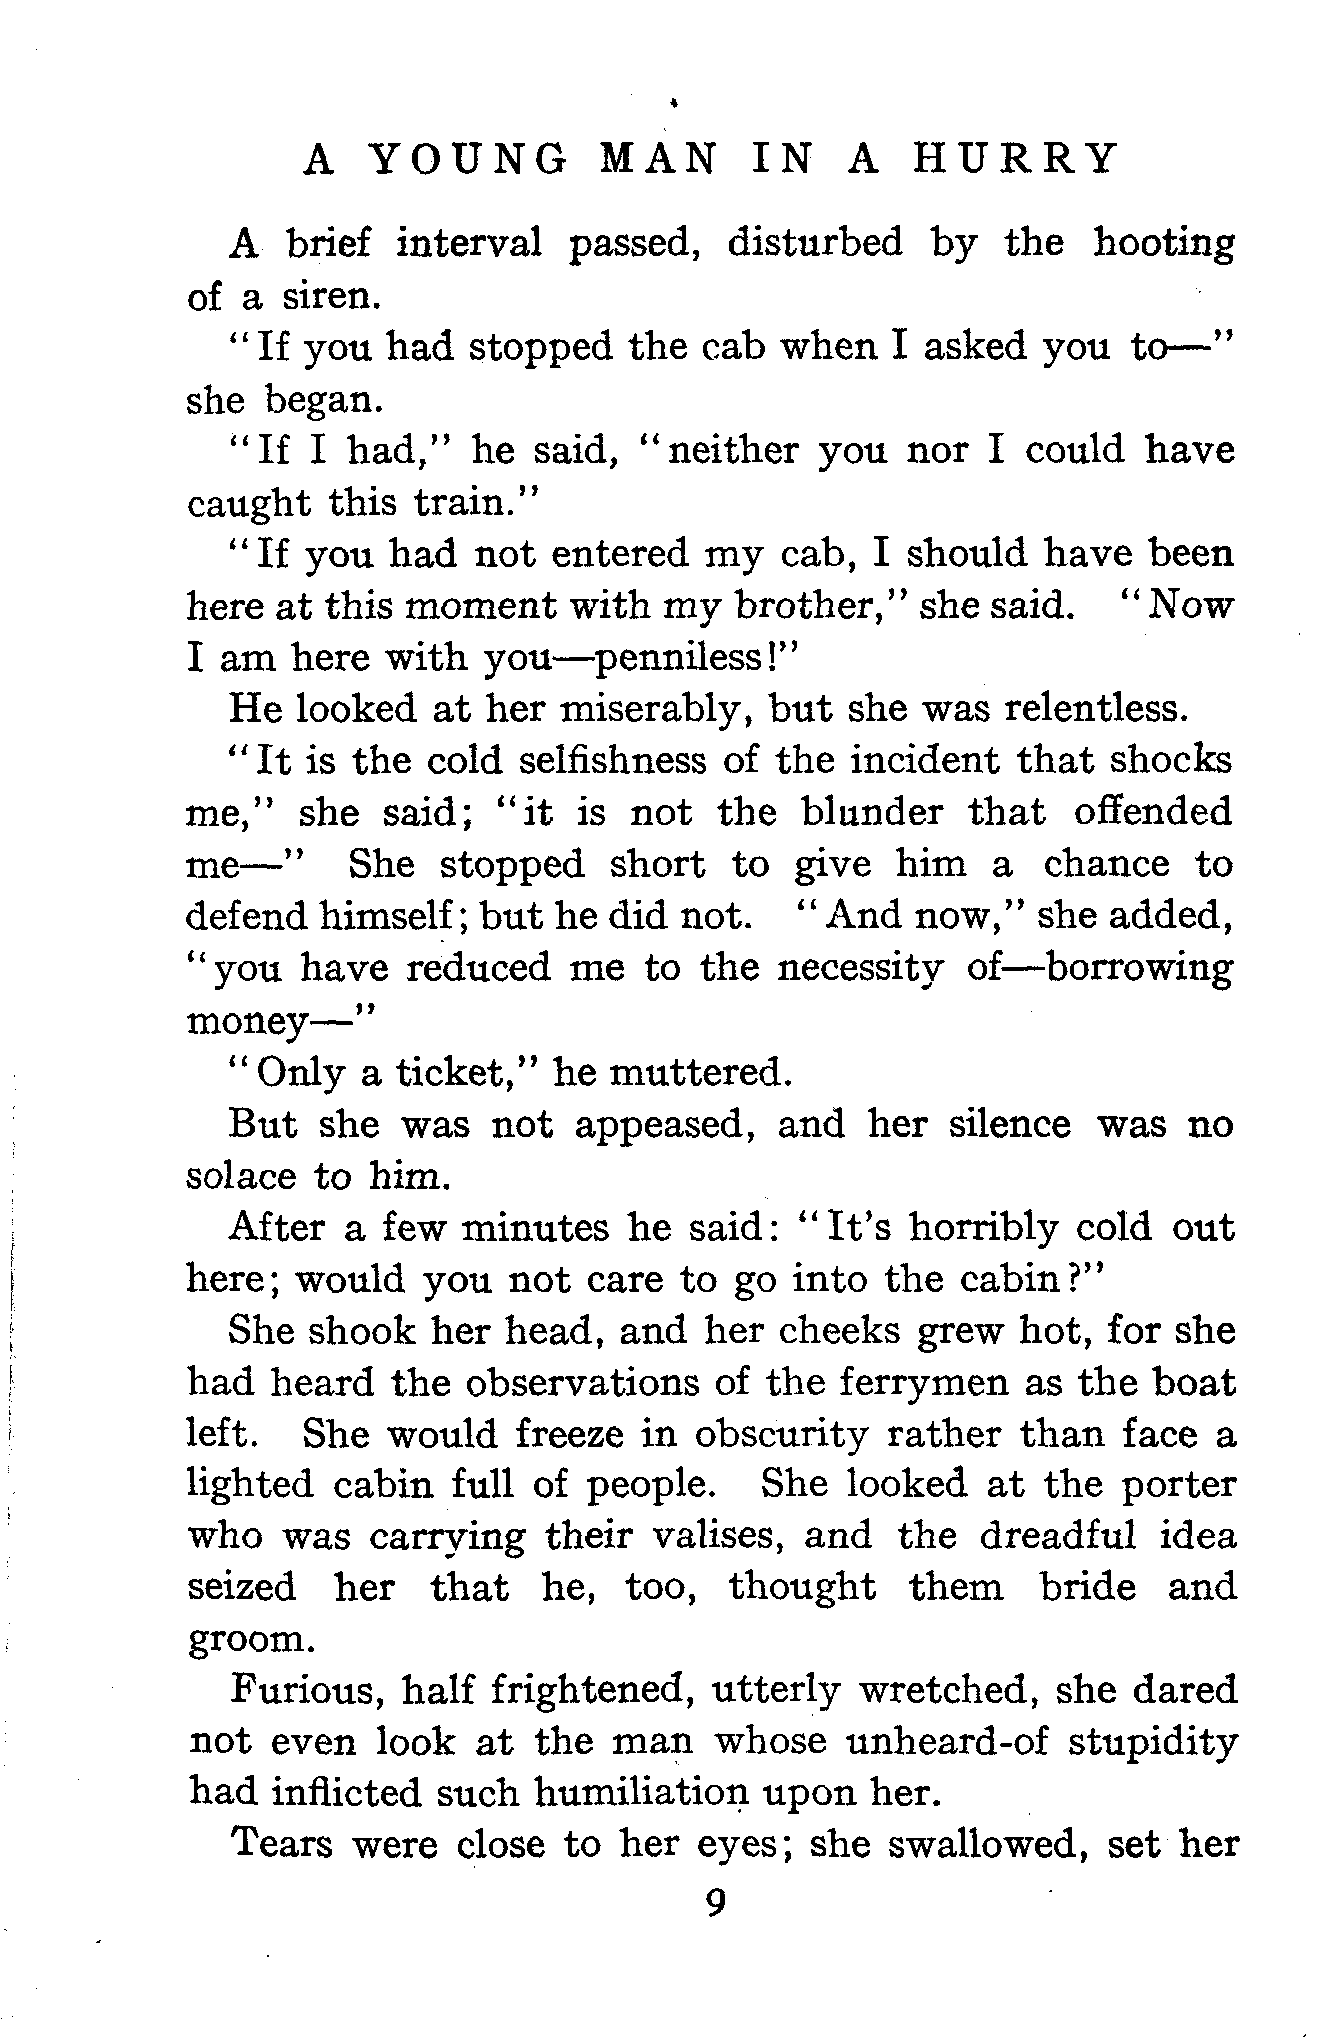 A YOUNG MAN IN A HURRY
A brief interval passed, disturbed by the hooting
of a siren.
"If you had stopped the cab when I asked you to—"
she began.
"If I had," he said, "neither you nor I could have
caught this train."
"If you had not entered my cab, I should have been
here at this moment with my brother," she said. "Now
I am here with you—penniless!"
He looked at her miserably, but she was relentless.
"It is the cold selfishness of the incident that shocks
me," she said; "it is not the blunder that offended
me—" She stopped short to give him a chance to
defend himself; but he did not. "And now," she added,
"you have reduced me to the necessity of—borrowing
money—"
"Only a ticket," he muttered.
But she was not appeased, and her silence was no
solace to him.
After a few minutes he said: "It's horribly cold out
here; would you not care to go into the cabin?"
She shook her head, and her cheeks grew hot, for she
had heard the observations of the ferrymen as the boat
left. She would freeze in obscurity rather than face a
lighted cabin full of people. She looked at the porter
who was carrying their valises, and the dreadful idea
seized her that he, too, thought them bride and
groom.
Furious, half frightened, utterly wretched, she dared
not even look at the man whose unheard-of stupidity
had inflicted such humiliation upon her.
Tears were close to her eyes; she swallowed, set her
9